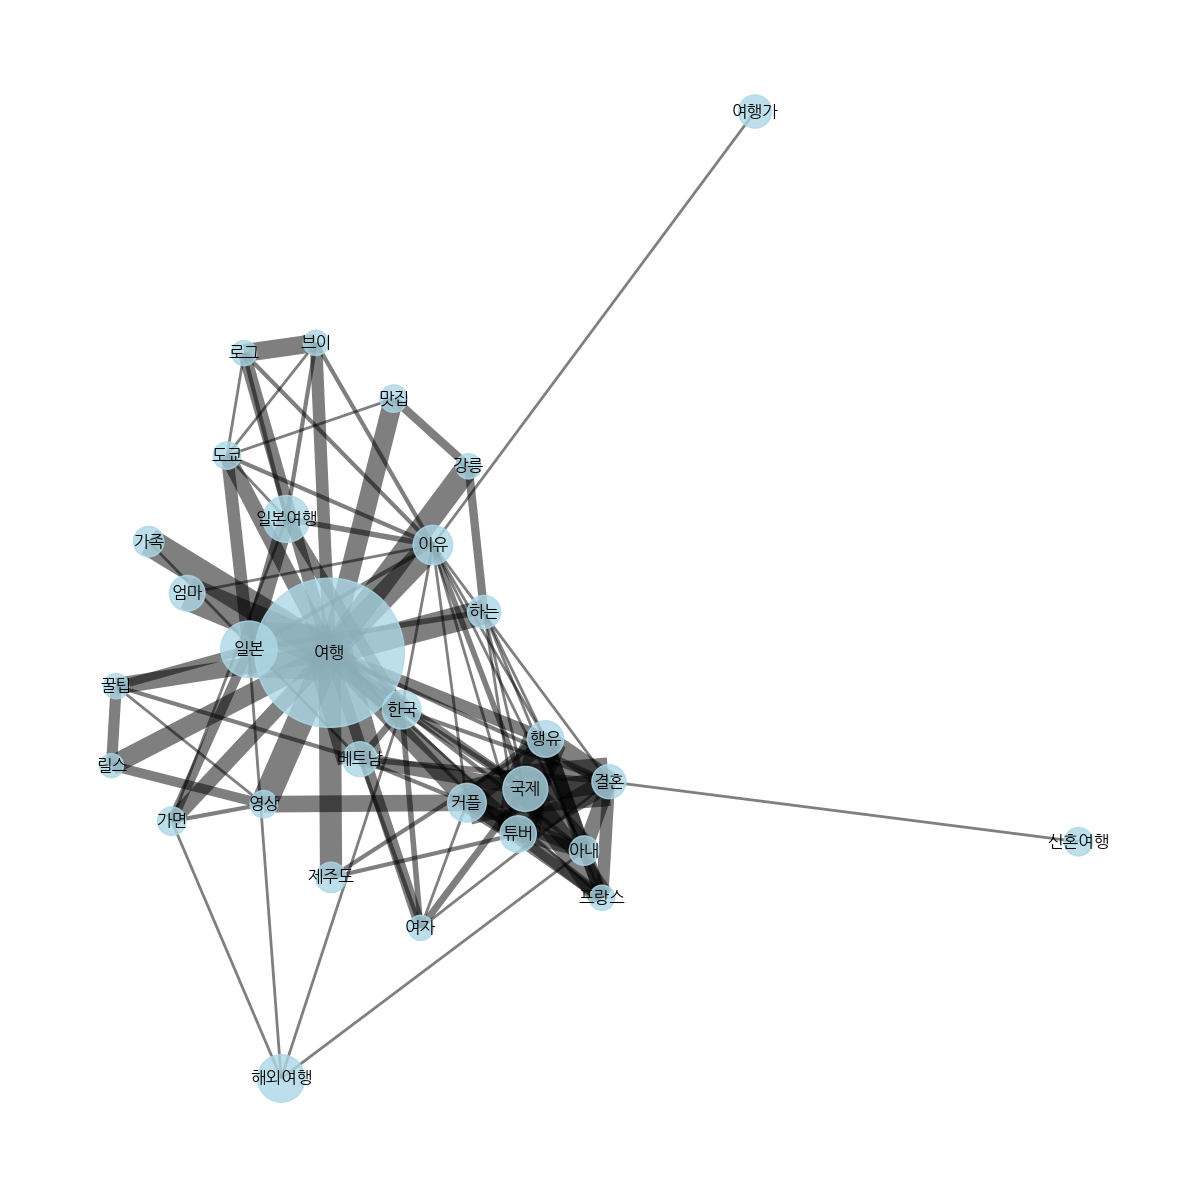 여행가
브이
로그
맛집
도쿄
강릉
일본여행
가족
이유
엄마
하는
일본
여행
꿀팁
한국
행유
베트남
릴스
결혼
국제
영상
커플
가면
튜버
신혼여행
아내
제주도
프랑스
여자
해외여행